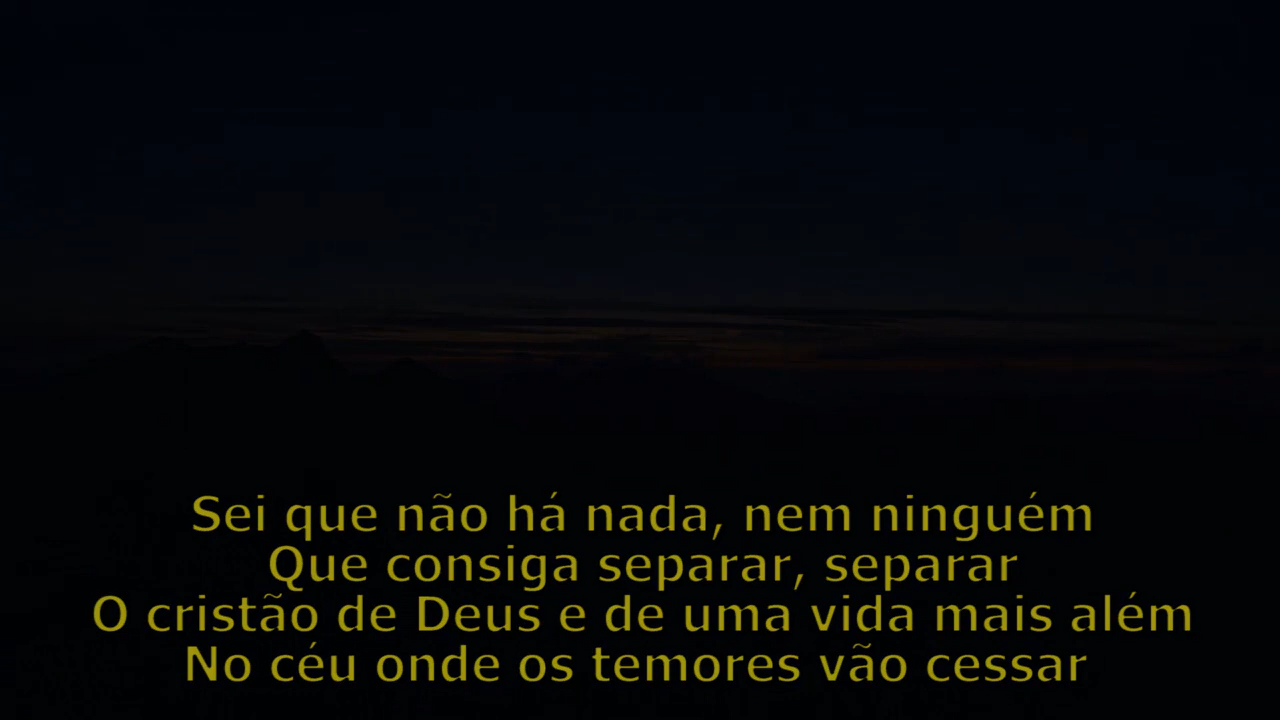 Sei que não há nada, nem ninguém
Que consiga separar, separar
O cristão de Deus e de uma vida mais além
No céu onde os temores vão cessar